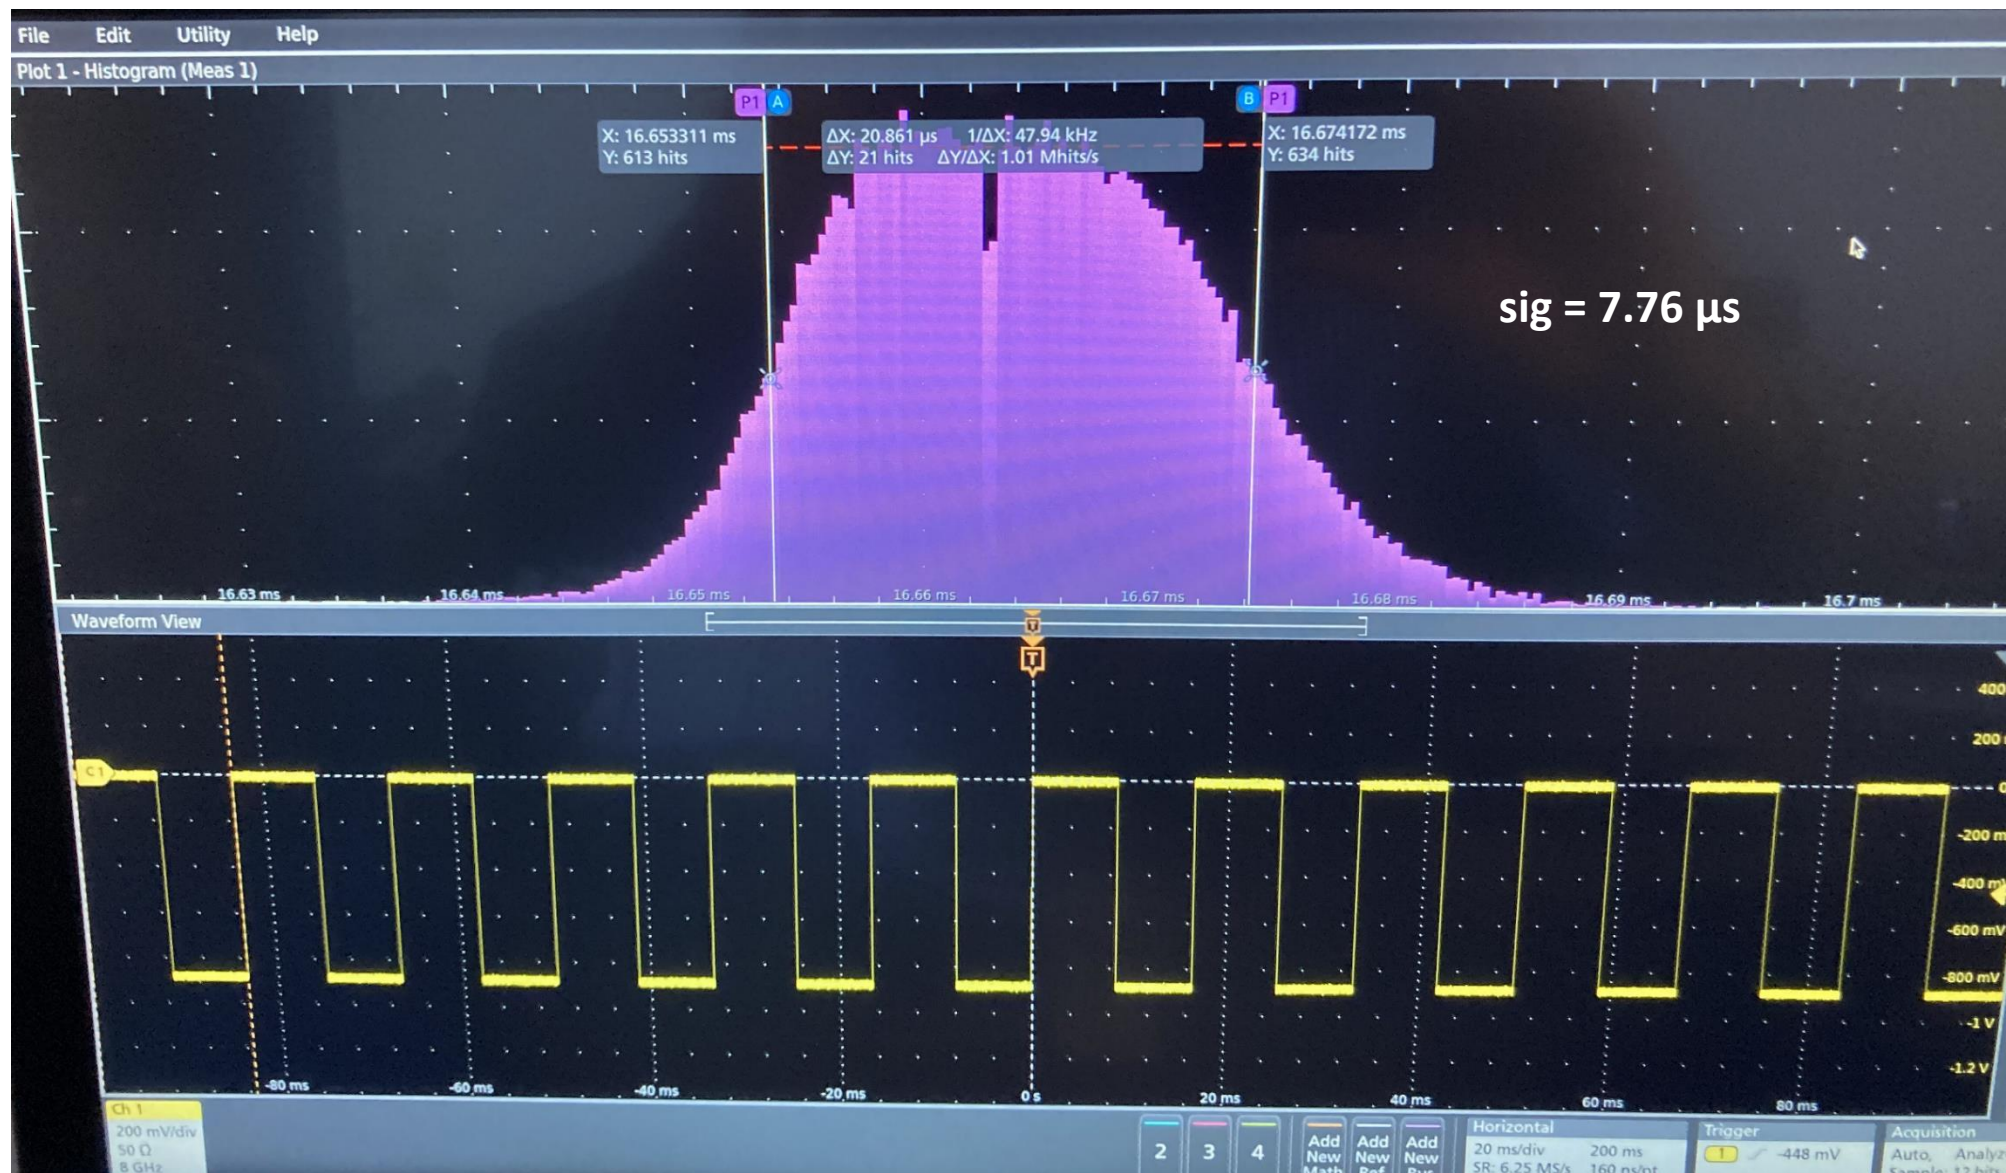 File Edit Utility Help
Plot 1 - Histogram (Meas 1)
P1 A
B P1
X: 16.653311 ms
Y: 613 hits
ΔX: 20.861 µs 1/ΔX: 47.94 kHz
ΔY: 21 hits ΔY/ΔX: 1.01 Mhits/s
X: 16.674172 ms
Y: 634 hits
sig = 7.76 µs
16.63 ms 16.64 ms 16.65 ms 16.66 ms 16.67 ms 16.68 ms 16.69 ms 16.7 ms
Waveform View
T
T
400
200
C1
0
-200 m
-400 m
-600 mV
-800 mV
-1 V
-1.2 V
-80 ms -60 ms -40 ms -20 ms 0 s 20 ms 40 ms 60 ms 80 ms
Ch 1
200 mV/div
50 Ω
8 GHz
2 3 4
Add New Math
Add New Ref
Add New Bus
Horizontal
20 ms/div 200 ms
SR: 6.25 MS/s 160 ns/pt
Trigger
1 -448 mV
Acquisition
Auto, Analyz